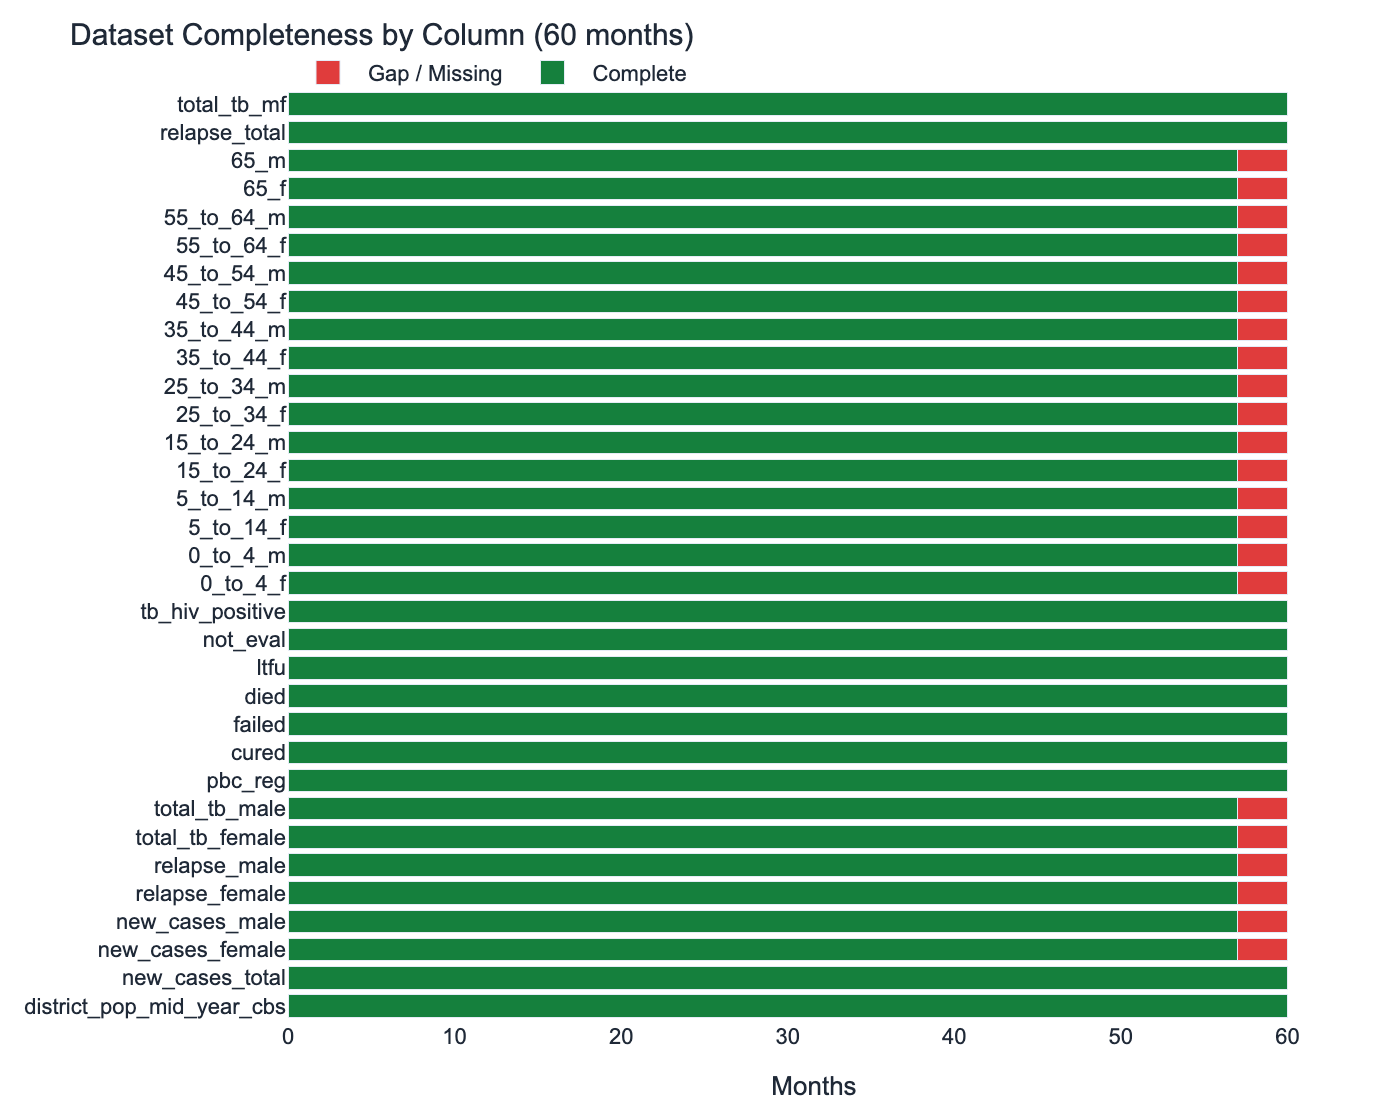 Dataset Completeness by Column (60 months)
Gap / Missing Complete
total_tb_mf
relapse_total
65_m
65_f
55_to_64_m
55_to_64_f
45_to_54_m
45_to_54_f
35_to_44_m
35_to_44_f
25_to_34_m
25_to_34_f
15_to_24_m
15_to_24_f
5_to_14_m
5_to_14_f
0_to_4_m
0_to_4_f
tb_hiv_positive
not_eval
ltfu
died
failed
cured
pbc_reg
total_tb_male
total_tb_female
relapse_male
relapse_female
new_cases_male
new_cases_female
new_cases_total
district_pop_mid_year_cbs
0 10 20 30 40 50 60
Months